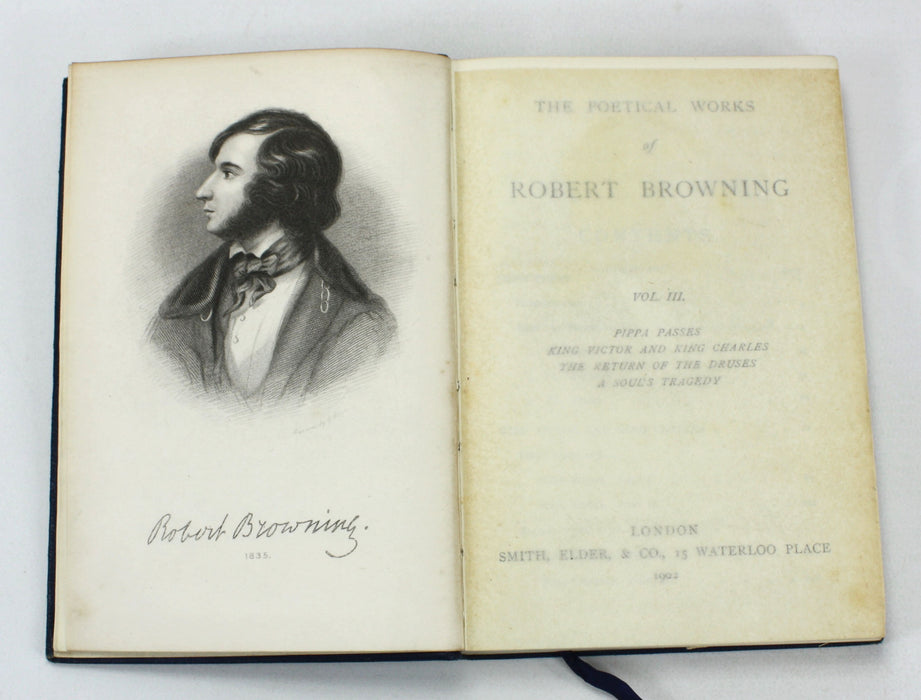 Robert Browning.
1835.
THE POETICAL WORKS
of
ROBERT BROWNING
VOL. III.
PIPPA PASSES
KING VICTOR AND KING CHARLES
THE RETURN OF THE DRUSES
A SOUL'S TRAGEDY
LONDON
SMITH, ELDER, & CO., 15 WATERLOO PLACE
1902